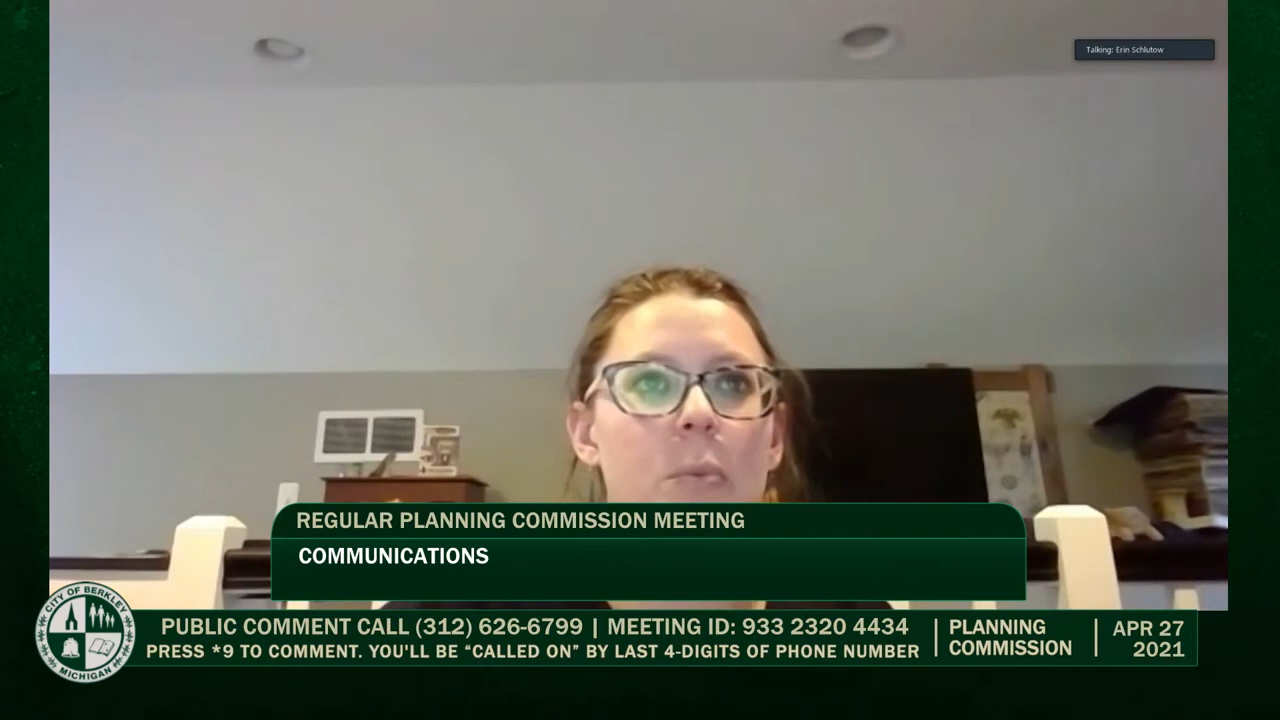 Talking: Erin Schlutow
REGULAR PLANNING COMMISSION MEETING
COMMUNICATIONS
CITY OF BERKLEY
MICHIGAN
PUBLIC COMMENT CALL (312) 626-6799 | MEETING ID: 933 2320 4434
PRESS *9 TO COMMENT. YOU'LL BE “CALLED ON” BY LAST 4-DIGITS OF PHONE NUMBER
PLANNING
COMMISSION
APR 27
2021